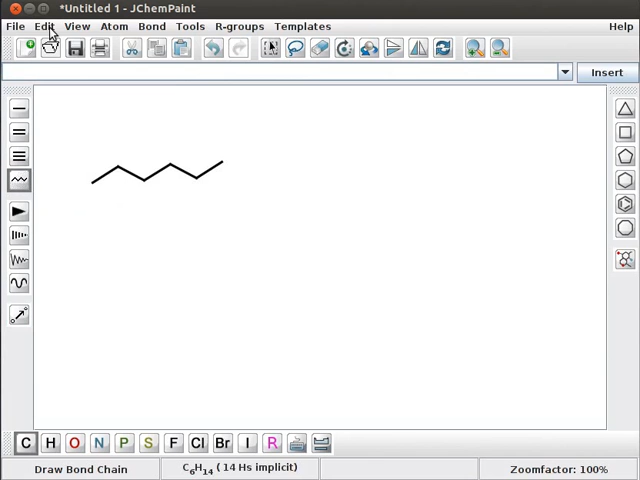 *Untitled 1 - JChemPaint
File Edit View Atom Bond Tools R-groups Templates Help
Insert
C H O N P S F Cl Br I R
Draw Bond Chain C6H14 ( 14 Hs implicit) Zoomfactor: 100%